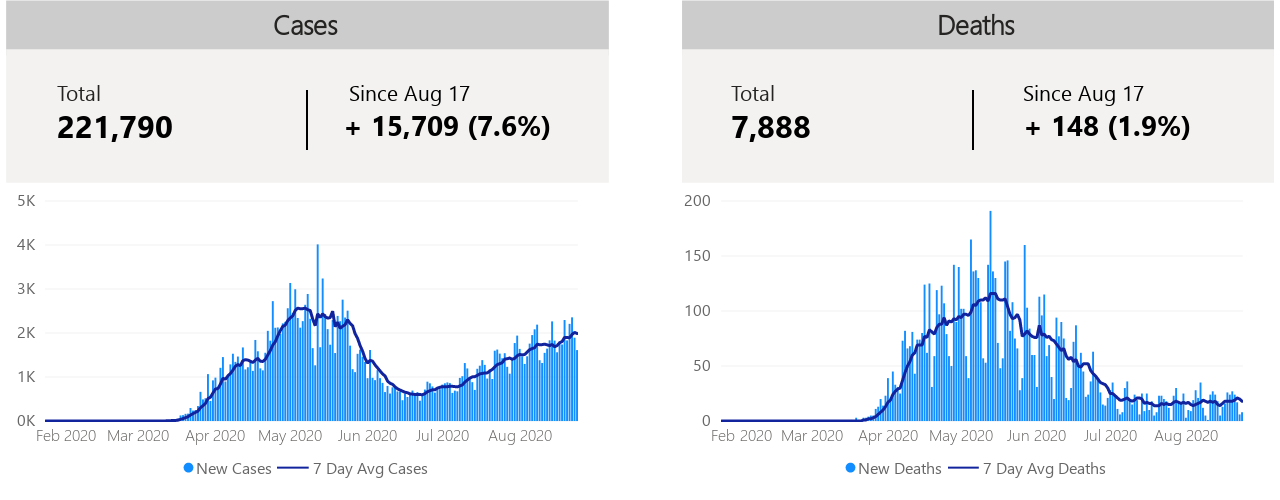 Cases
Total
221,790
Since Aug 17
+ 15,709 (7.6%)
5K
4K
3K
2K
1K
0K
Feb 2020 Mar 2020 Apr 2020 May 2020 Jun 2020 Jul 2020 Aug 2020
New Cases 7 Day Avg Cases
Deaths
Total
7,888
Since Aug 17
+ 148 (1.9%)
200
150
100
50
0
Feb 2020 Mar 2020 Apr 2020 May 2020 Jun 2020 Jul 2020 Aug 2020
New Deaths 7 Day Avg Deaths